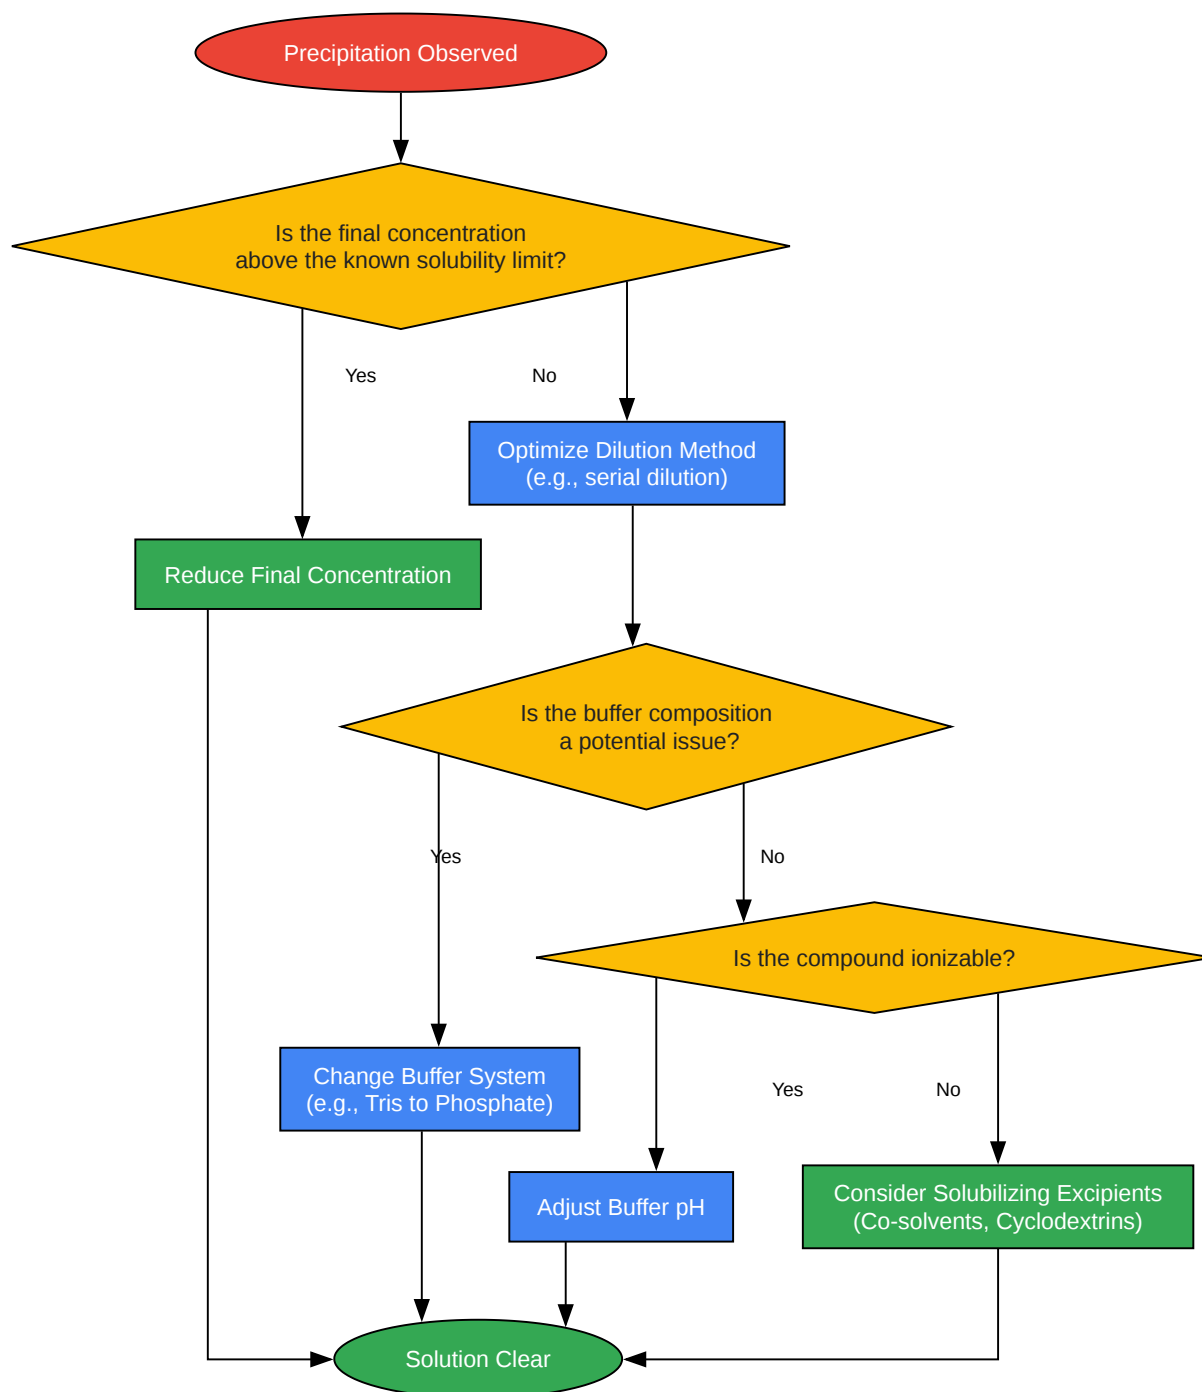 Precipitation Observed
Is the final concentration
above the known solubility limit?
Yes
No
Optimize Dilution Method
(e.g., serial dilution)
Reduce Final Concentration
Is the buffer composition
a potential issue?
Yes
No
Is the compound ionizable?
Change Buffer System
(e.g., Tris to Phosphate)
Yes
No
Adjust Buffer pH
Consider Solubilizing Excipients
(Co-solvents, Cyclodextrins)
Solution Clear